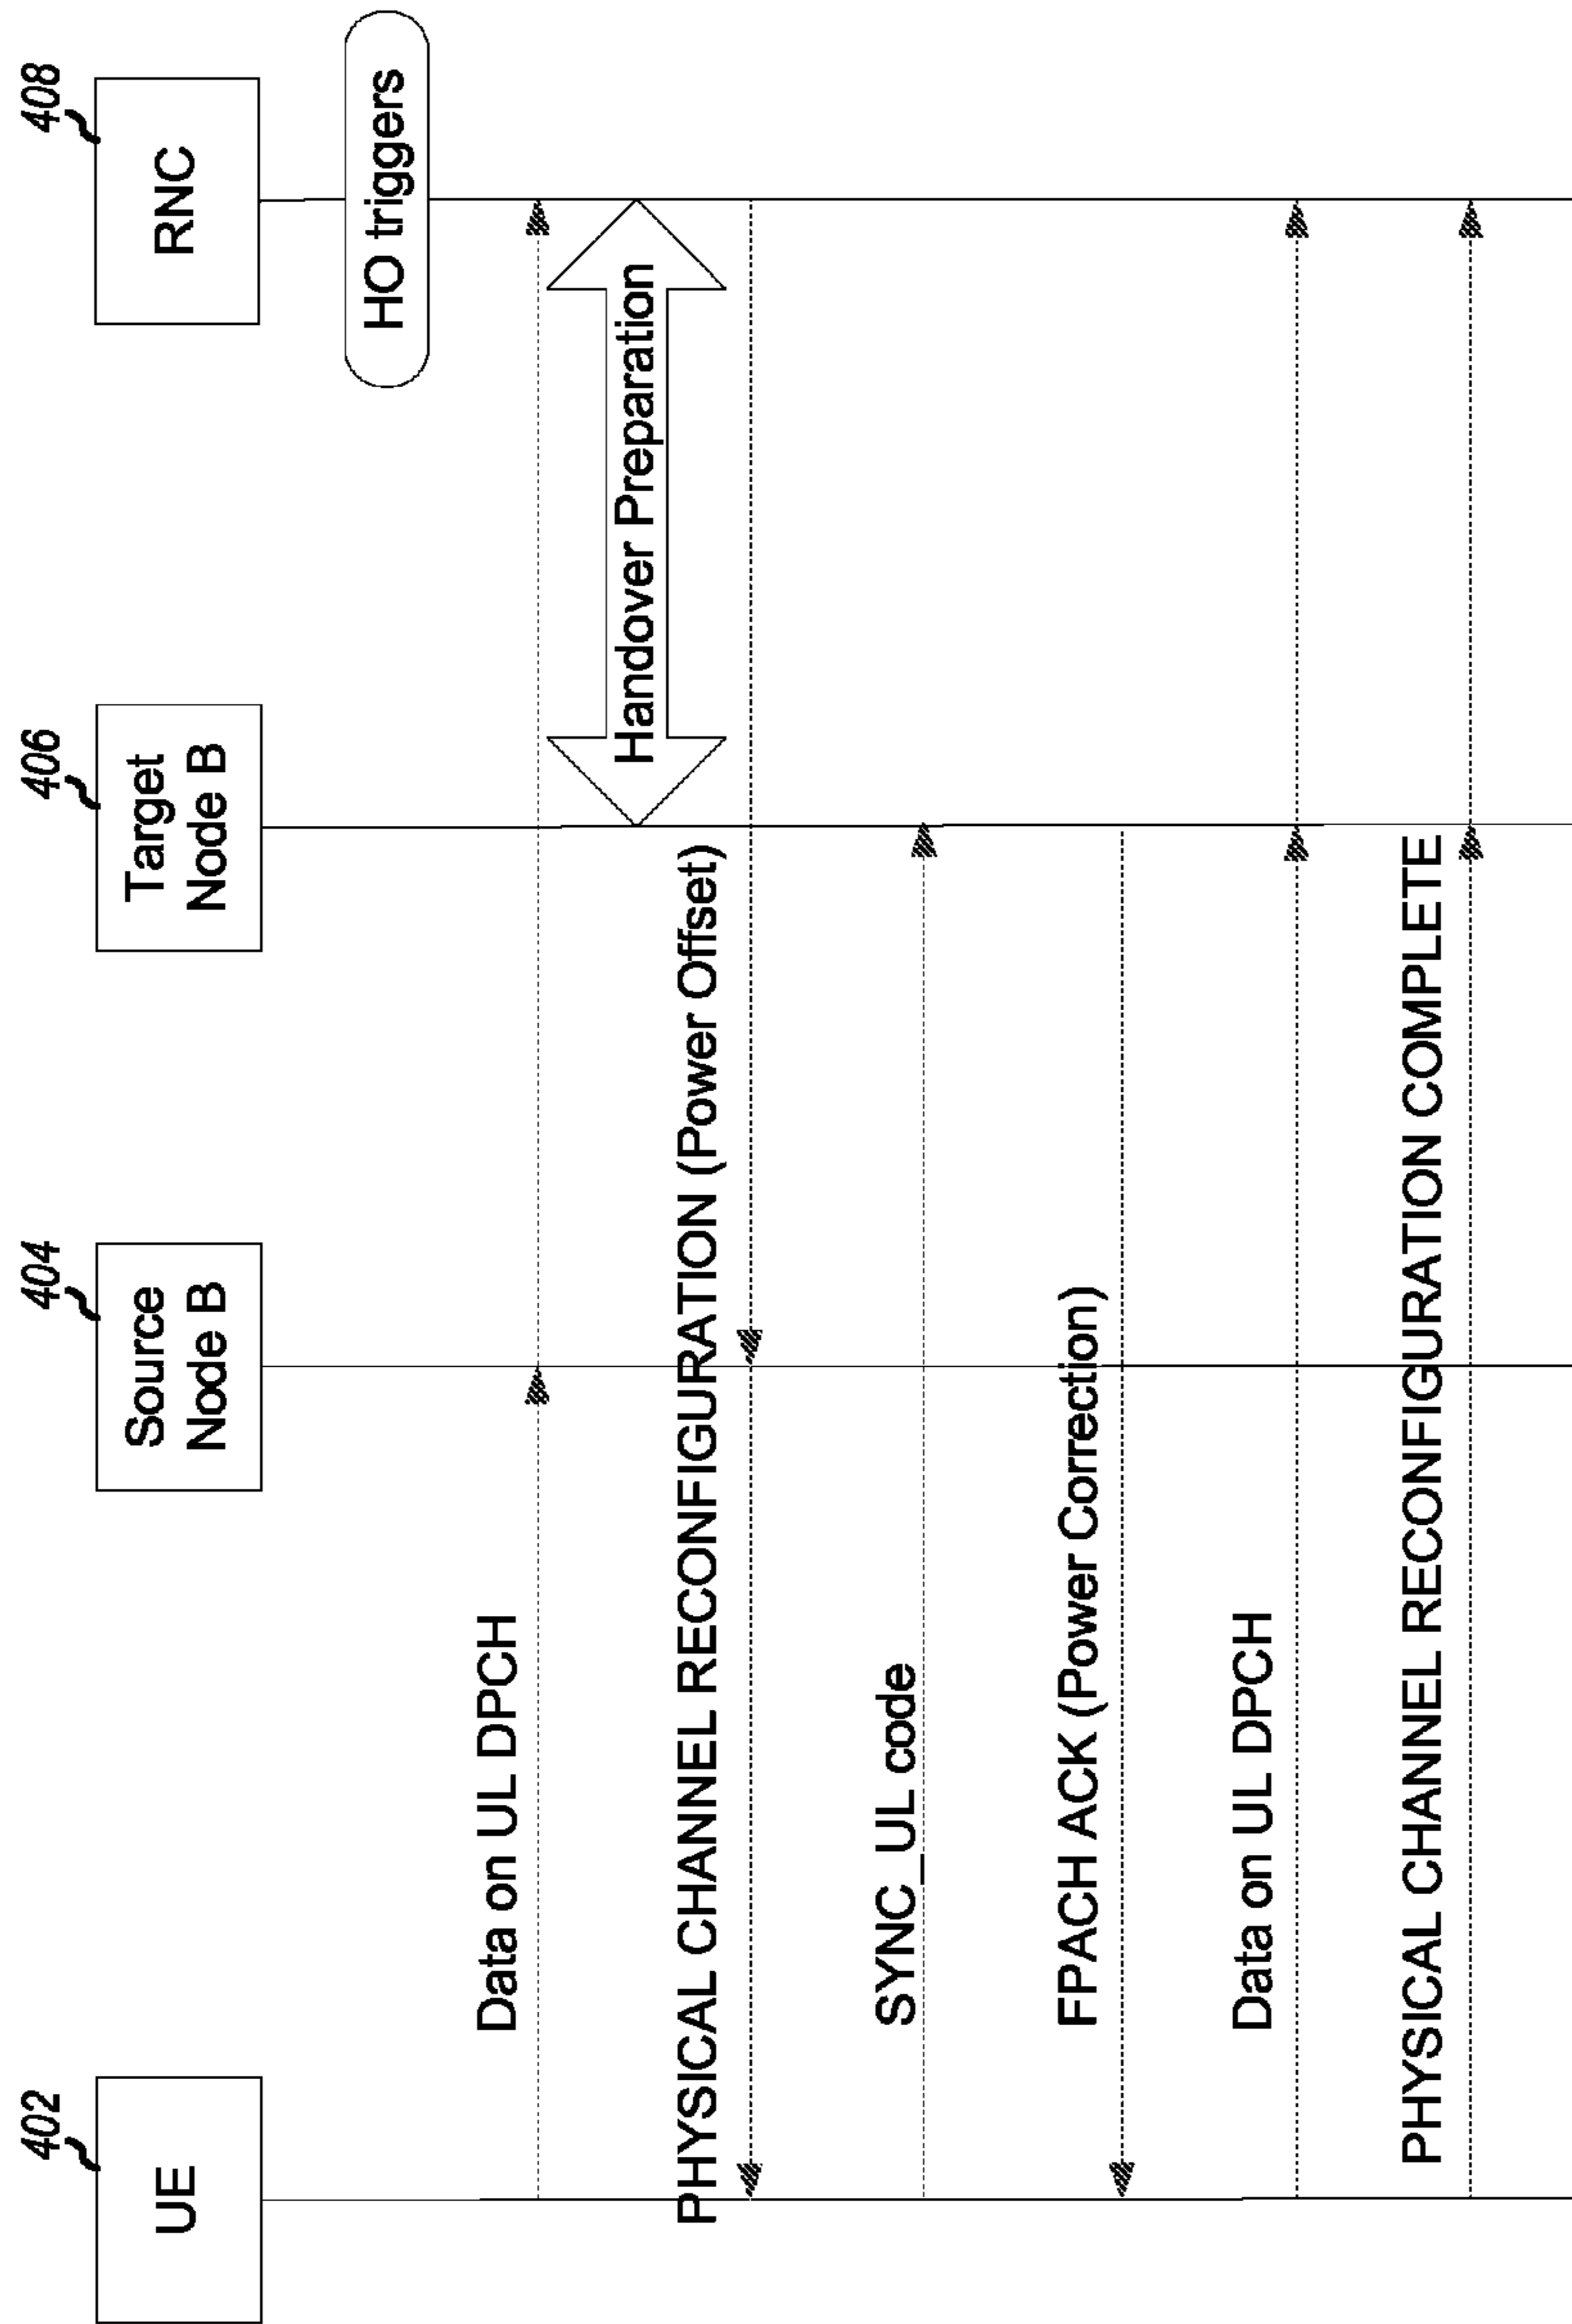 402
404
406
408
UE
Source
Node B
Target
Node B
RNC
HO triggers
Data on UL DPCH
Handover Preparation
PHYSICAL CHANNEL RECONFIGURATION (Power Offset)
SYNC_UL code
FPACH ACK (Power Correction)
Data on UL DPCH
PHYSICAL CHANNEL RECONFIGURATION COMPLETE